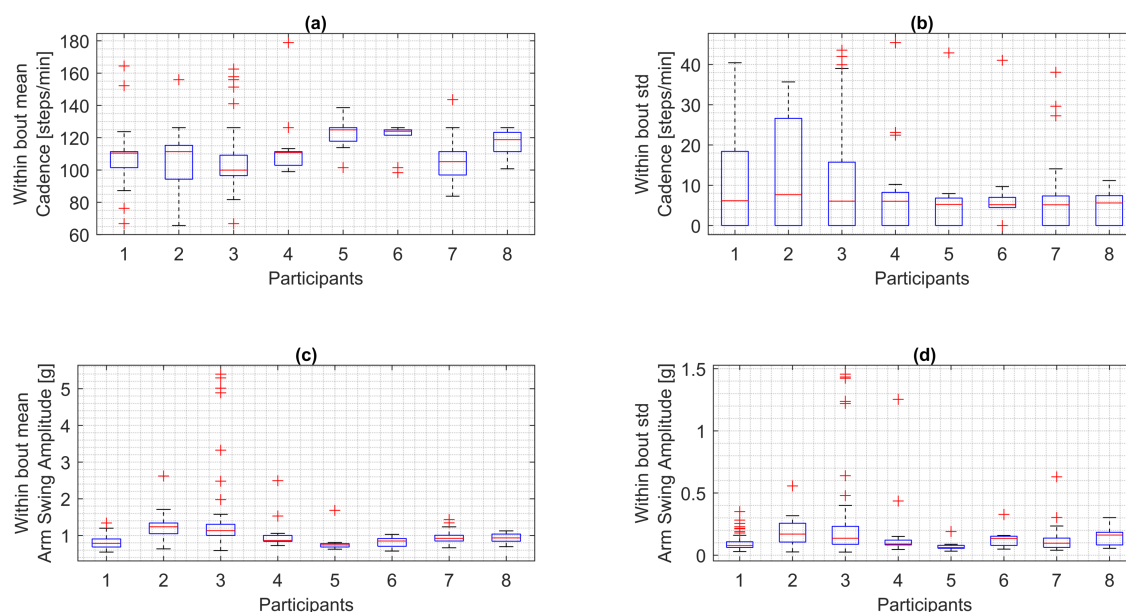 (a)
Within bout mean
Cadence [steps/min]
180
160
140
120
100
80
60
1 2 3 4 5 6 7 8
Participants
(b)
Within bout std
Cadence [steps/min]
40
30
20
10
0
1 2 3 4 5 6 7 8
Participants
(c)
Within bout mean
Arm Swing Amplitude [g]
5
4
3
2
1
1 2 3 4 5 6 7 8
Participants
(d)
Within bout std
Arm Swing Amplitude [g]
1.5
1
0.5
0
1 2 3 4 5 6 7 8
Participants